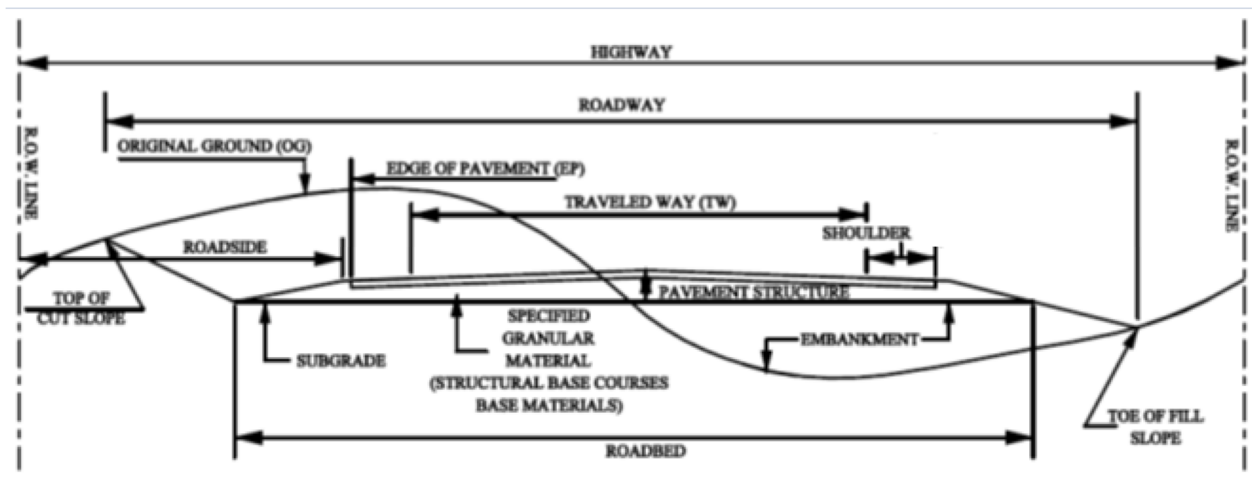 HIGHWAY
ROADWAY
ORIGINAL GROUND (OG)
EDGE OF PAVEMENT (EP)
R.O.W. LINE
R.O.W. LINE
TRAVELED WAY (TW)
SHOULDER
ROADSIDE
TOP OF
CUT SLOPE
PAVEMENT STRUCTURE
SPECIFIED
GRANULAR
MATERIAL
(STRUCTURAL BASE COURSES
BASE MATERIALS)
SUBGRADE
EMBANKMENT
TOE OF FILL
SLOPE
ROADBED